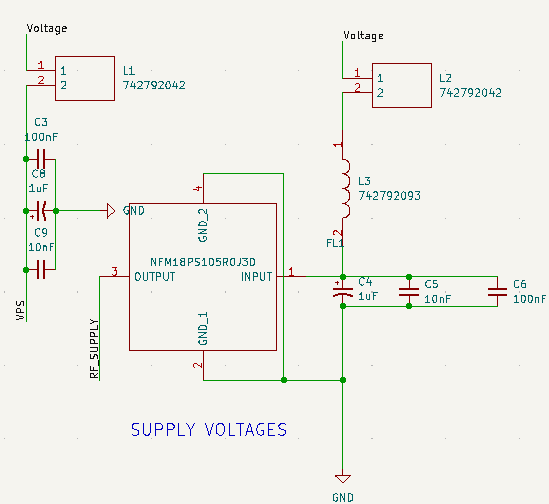 Voltage
1 1
2 2
L1
742792042
C3
100nF
C8
1uF
+
C9
10nF
GND
VPS
RF_SUPPLY
4
GND_2
NFM18PS105R0J3D
3 OUTPUT
INPUT 1
GND_1
2
FL1
Voltage
1 1
2 2
L2
742792042
1
L3
742792093
2
+
C4
1uF
C5
10nF
C6
100nF
GND
SUPPLY VOLTAGES